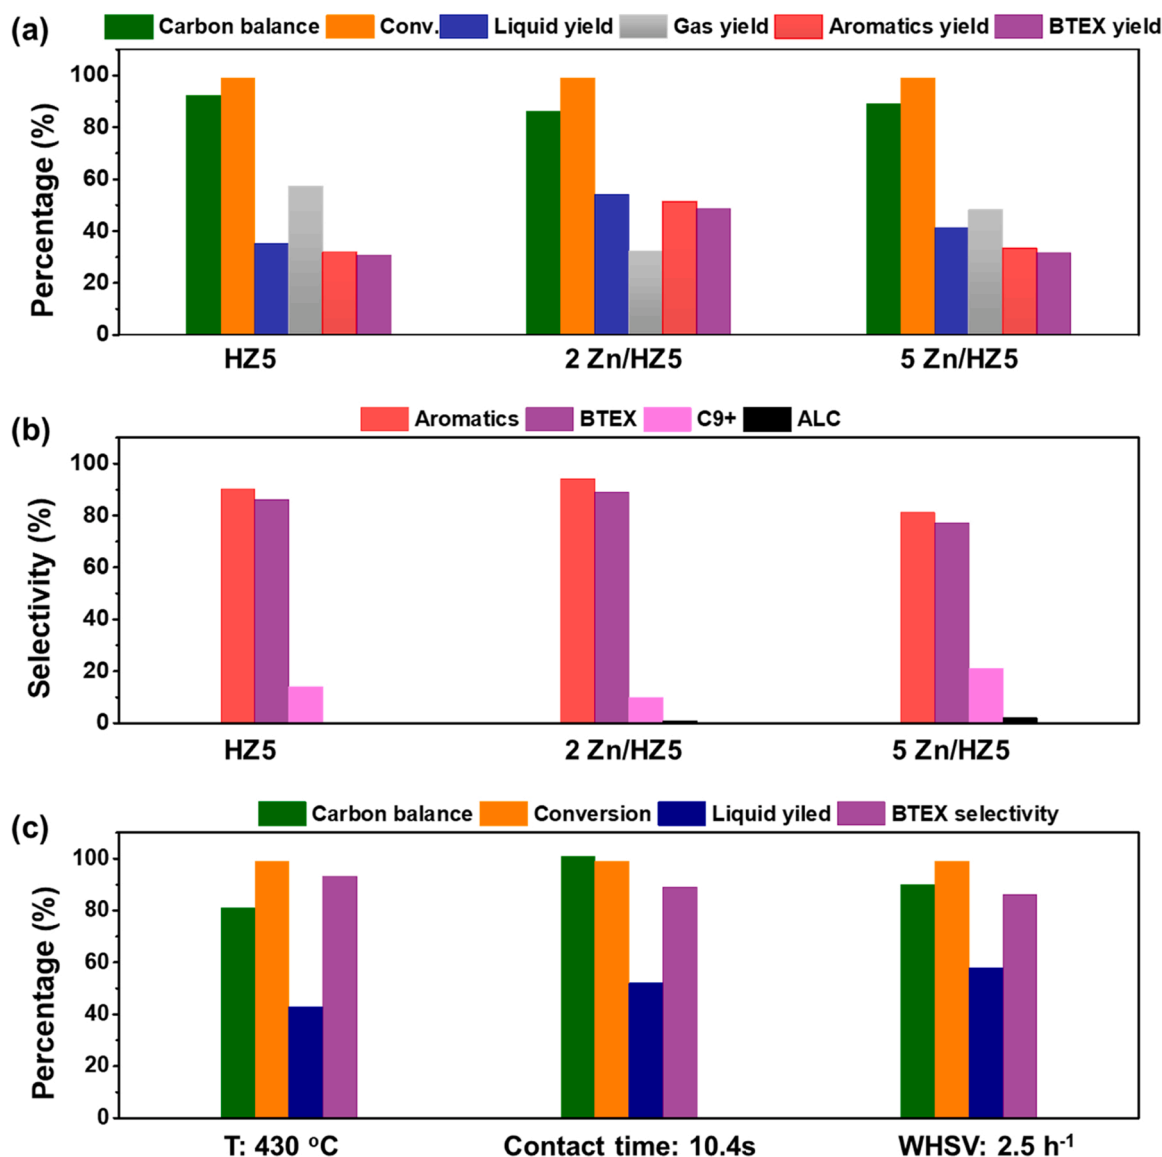 (a)
Carbon balance Conv. Liquid yield Gas yield Aromatics yield BTEX yield
Percentage (%)
100
80
60
40
20
0
HZ5 2 Zn/HZ5 5 Zn/HZ5
(b)
Aromatics BTEX C9+ ALC
Selectivity (%)
100
80
60
40
20
0
HZ5 2 Zn/HZ5 5 Zn/HZ5
(c)
Carbon balance Conversion Liquid yiled BTEX selectivity
Percentage (%)
100
80
60
40
20
0
T: 430 ºC Contact time: 10.4s WHSV: 2.5 h⁻¹